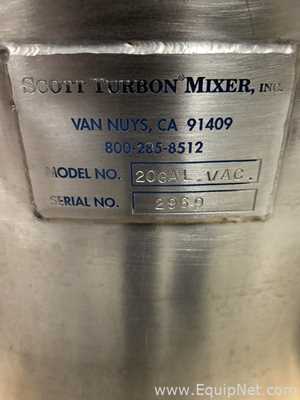 SCOTT TURBON® MIXER, INC.
VAN NUYS, CA 91409
800-285-8512
MODEL NO. 20GAL.VAC.
SERIAL NO. 2960
© www.EquipNet.com